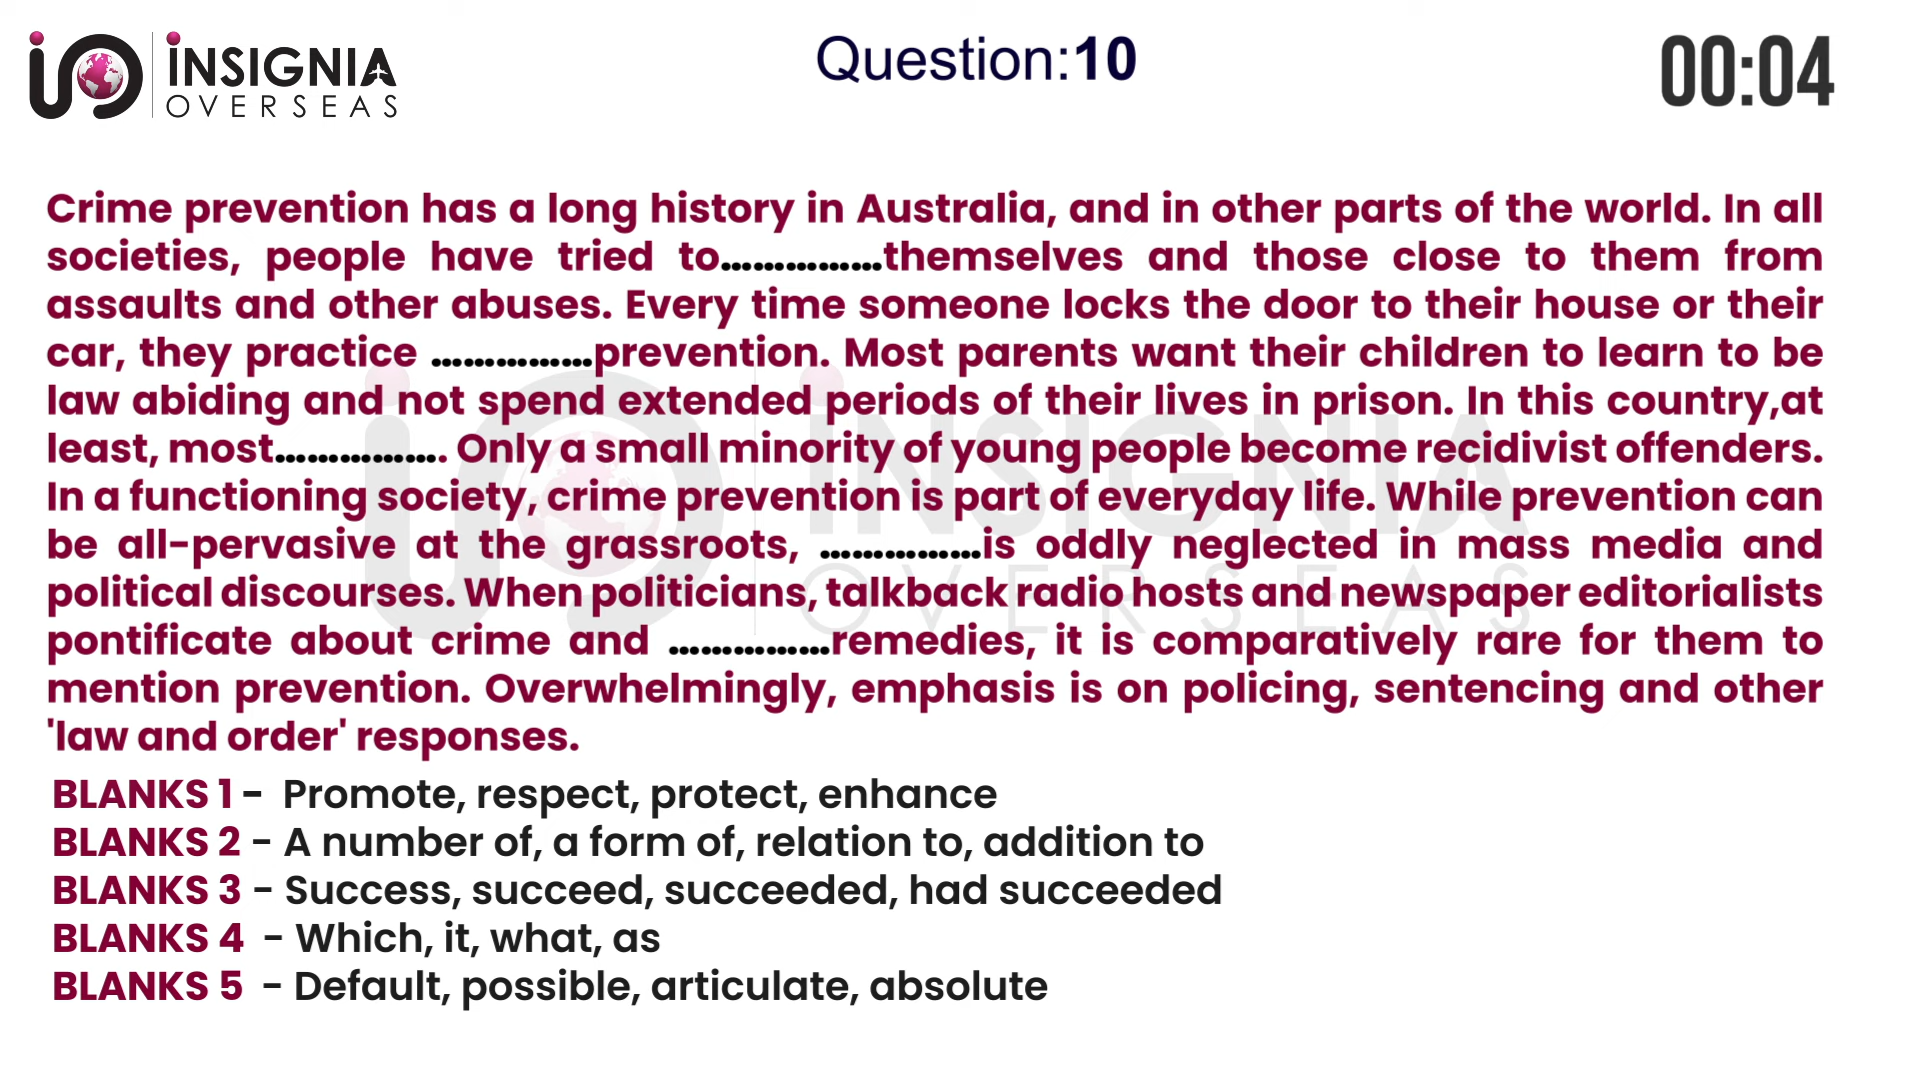 INSIGNIA
OVERSEAS
Question:10
00:04
Crime prevention has a long history in Australia, and in other parts of the world. In all
societies, people have tried to...............themselves and those close to them from
assaults and other abuses. Every time someone locks the door to their house or their
car, they practice ...............prevention. Most parents want their children to learn to be
law abiding and not spend extended periods of their lives in prison. In this country,at
least, most............... Only a small minority of young people become recidivist offenders.
In a functioning society, crime prevention is part of everyday life. While prevention can
be all-pervasive at the grassroots, ...............is oddly neglected in mass media and
political discourses. When politicians, talkback radio hosts and newspaper editorialists
pontificate about crime and ...............remedies, it is comparatively rare for them to
mention prevention. Overwhelmingly, emphasis is on policing, sentencing and other
'law and order' responses.
BLANKS 1 - Promote, respect, protect, enhance
BLANKS 2 - A number of, a form of, relation to, addition to
BLANKS 3 - Success, succeed, succeeded, had succeeded
BLANKS 4 - Which, it, what, as
BLANKS 5 - Default, possible, articulate, absolute